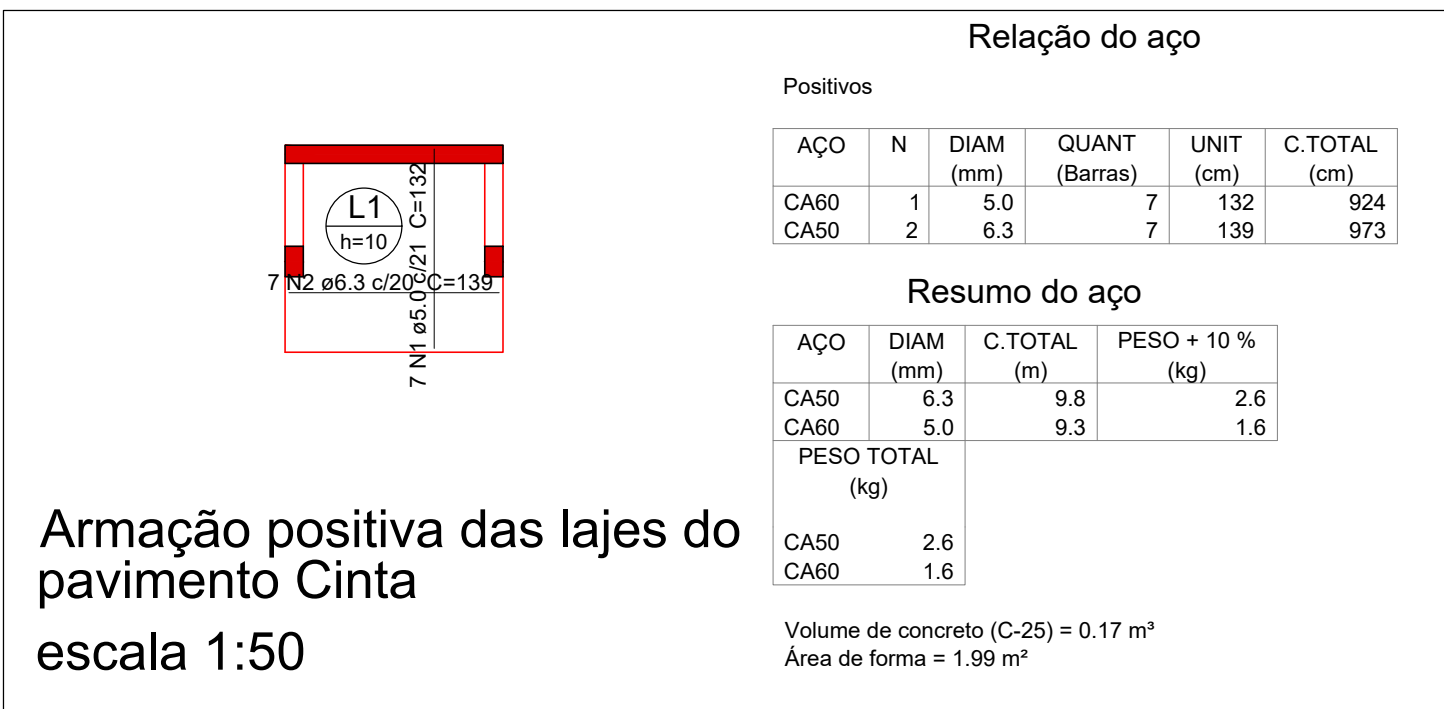 Relação do aço
Positivos
AÇO N DIAM QUANT UNIT C.TOTAL
(mm) (Barras) (cm) (cm)
CA60 1 5.0 7 132 924
CA50 2 6.3 7 139 973
L1
h=10
7 N2 ø6.3 c/20 C=139
7 N1 ø5.0 c/21 C=132
Resumo do aço
AÇO DIAM C.TOTAL PESO + 10 %
(mm) (m) (kg)
CA50 6.3 9.8 2.6
CA60 5.0 9.3 1.6
PESO TOTAL
(kg)
CA50 2.6
CA60 1.6
Armação positiva das lajes do
pavimento Cinta
escala 1:50
Volume de concreto (C-25) = 0.17 m³
Área de forma = 1.99 m²